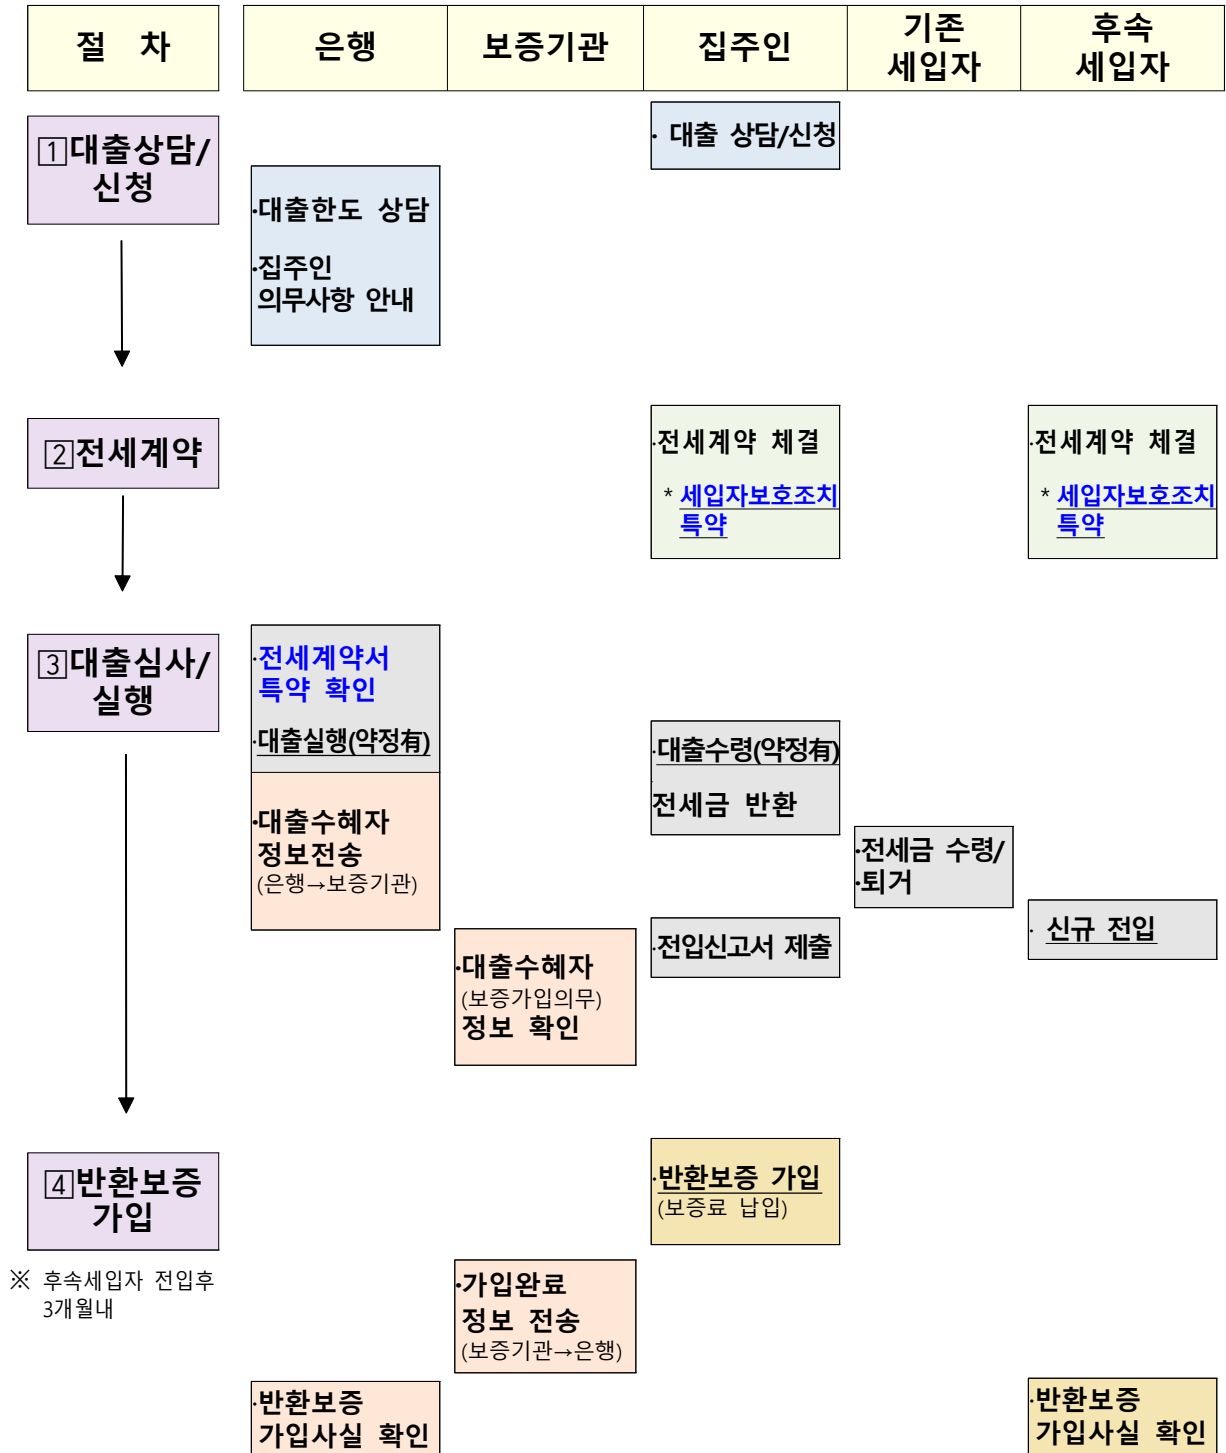 절 차
은행
보증기관
집주인
기존
세입자
후속
세입자
1대출상담/
신청
· 대출 상담/신청
·대출한도 상담
·집주인
의무사항 안내
2전세계약
·전세계약 체결
* 세입자보호조치
특약
·전세계약 체결
* 세입자보호조치
특약
3대출심사/
실행
·전세계약서
특약 확인
·대출실행(약정有)
·대출수령(약정有)
·전세금 반환
·대출수혜자
정보전송
(은행→보증기관)
·전세금 수령/
·퇴거
· 신규 전입
·전입신고서 제출
·대출수혜자
(보증가입의무)
정보 확인
4반환보증
가입
※ 후속세입자 전입후
3개월내
·반환보증 가입
(보증료 납입)
·가입완료
정보 전송
(보증기관→은행)
·반환보증
가입사실 확인
·반환보증
가입사실 확인